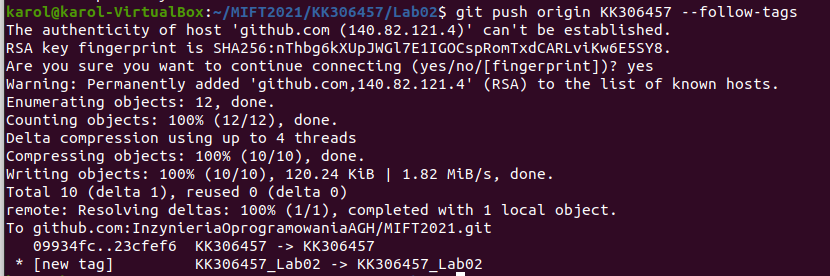 karol@karol-VirtualBox:~/MIFT2021/KK306457/Lab02$ git push origin KK306457 --follow-tags
The authenticity of host 'github.com (140.82.121.4)' can't be established.
RSA key fingerprint is SHA256:nThbg6kXUpJWGl7E1IGOCspRomTxdCARLviKw6E5SY8.
Are you sure you want to continue connecting (yes/no/[fingerprint])? yes
Warning: Permanently added 'github.com,140.82.121.4' (RSA) to the list of known hosts.
Enumerating objects: 12, done.
Counting objects: 100% (12/12), done.
Delta compression using up to 4 threads
Compressing objects: 100% (10/10), done.
Writing objects: 100% (10/10), 120.24 KiB | 1.82 MiB/s, done.
Total 10 (delta 1), reused 0 (delta 0)
remote: Resolving deltas: 100% (1/1), completed with 1 local object.
To github.com:InzynieriaOprogramowaniaAGH/MIFT2021.git
   09934fc..23cfef6  KK306457 -> KK306457
 * [new tag]         KK306457_Lab02 -> KK306457_Lab02